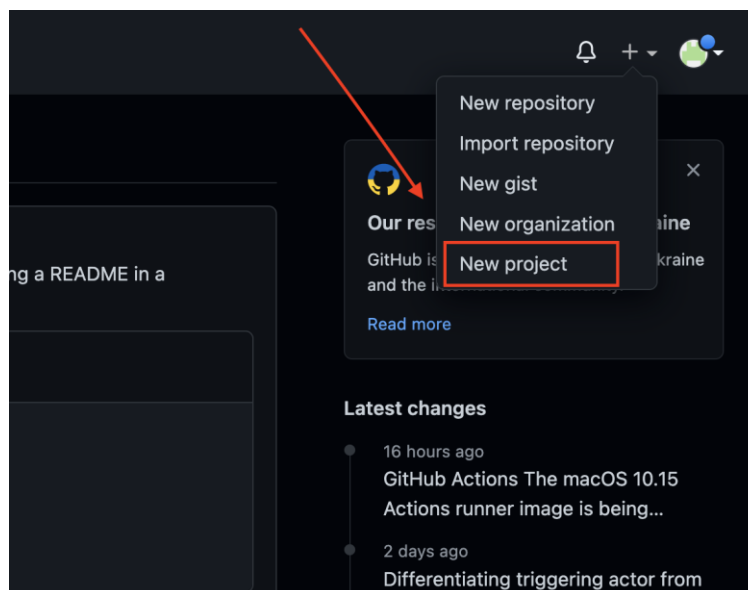 New repository
Import repository
New gist
New organization
New project
Our res
aine
GitHub is
kraine
and the i
Read more
ng a README in a
Latest changes
16 hours ago
GitHub Actions The macOS 10.15
Actions runner image is being...
2 days ago
Differentiating triggering actor from